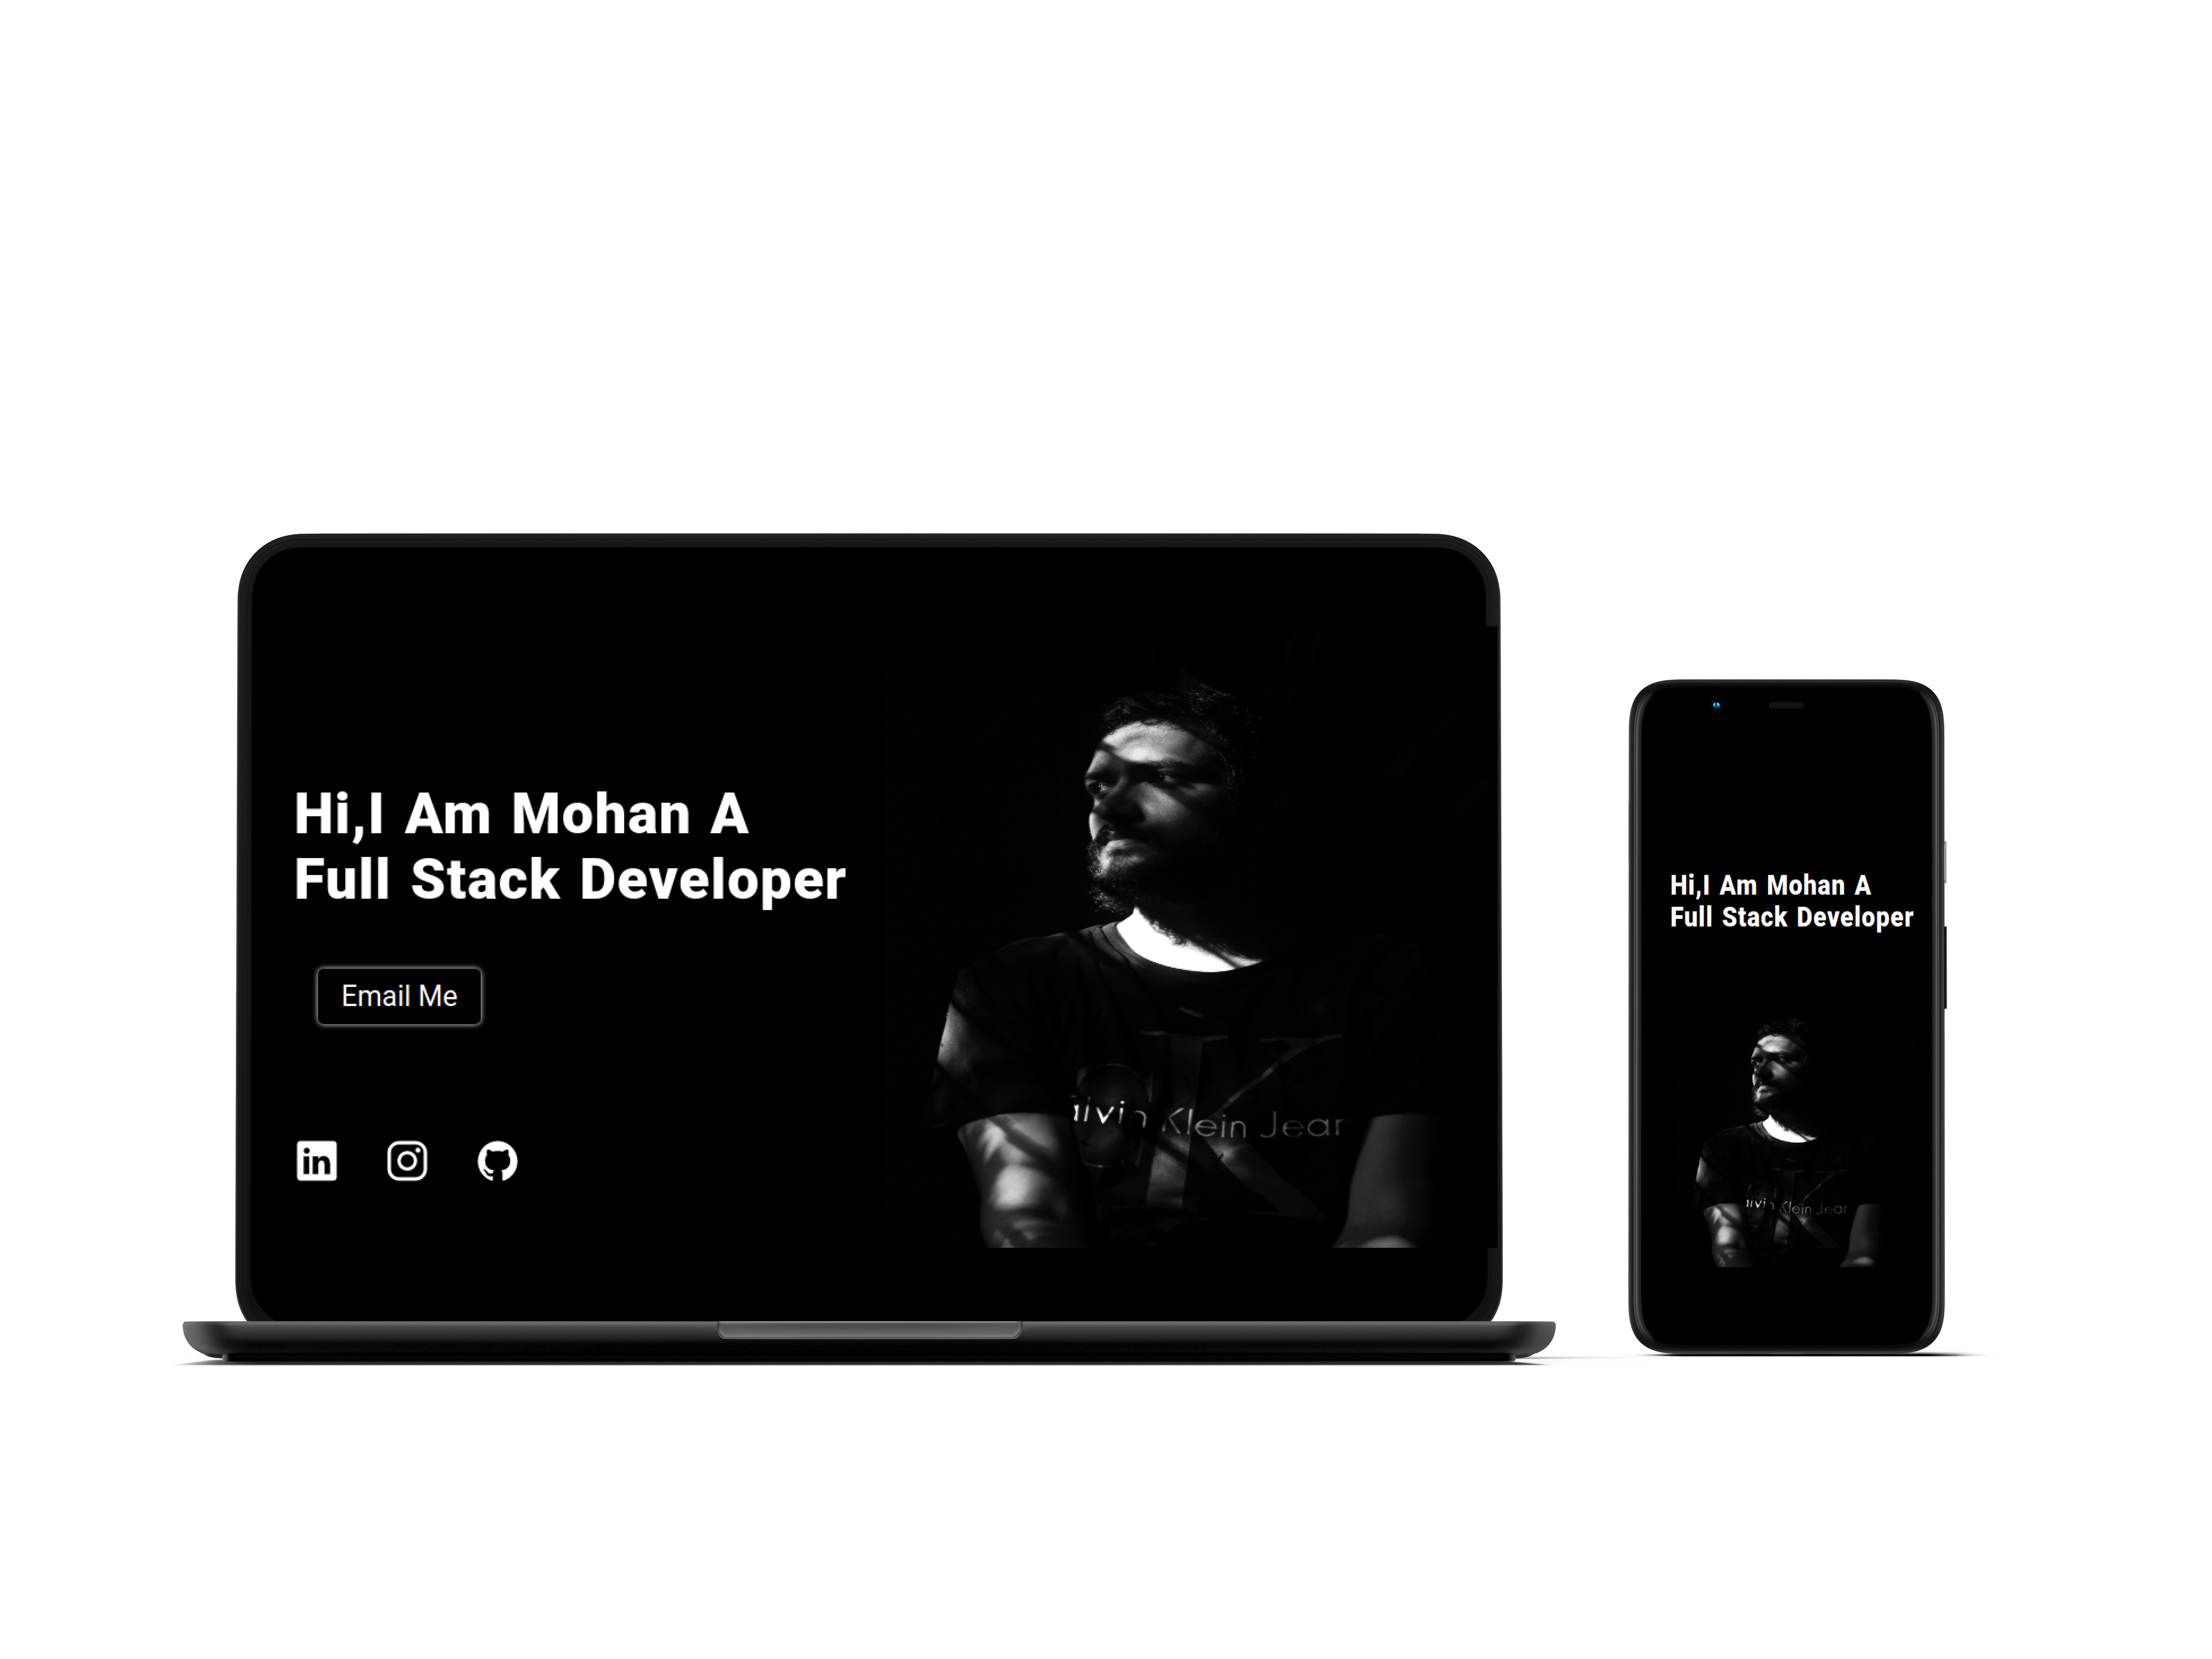 Hi,I Am Mohan A
Full Stack Developer
Email Me
in
alvin Klein Jear
Hi,I Am Mohan A
Full Stack Developer
alvin Klein Jear